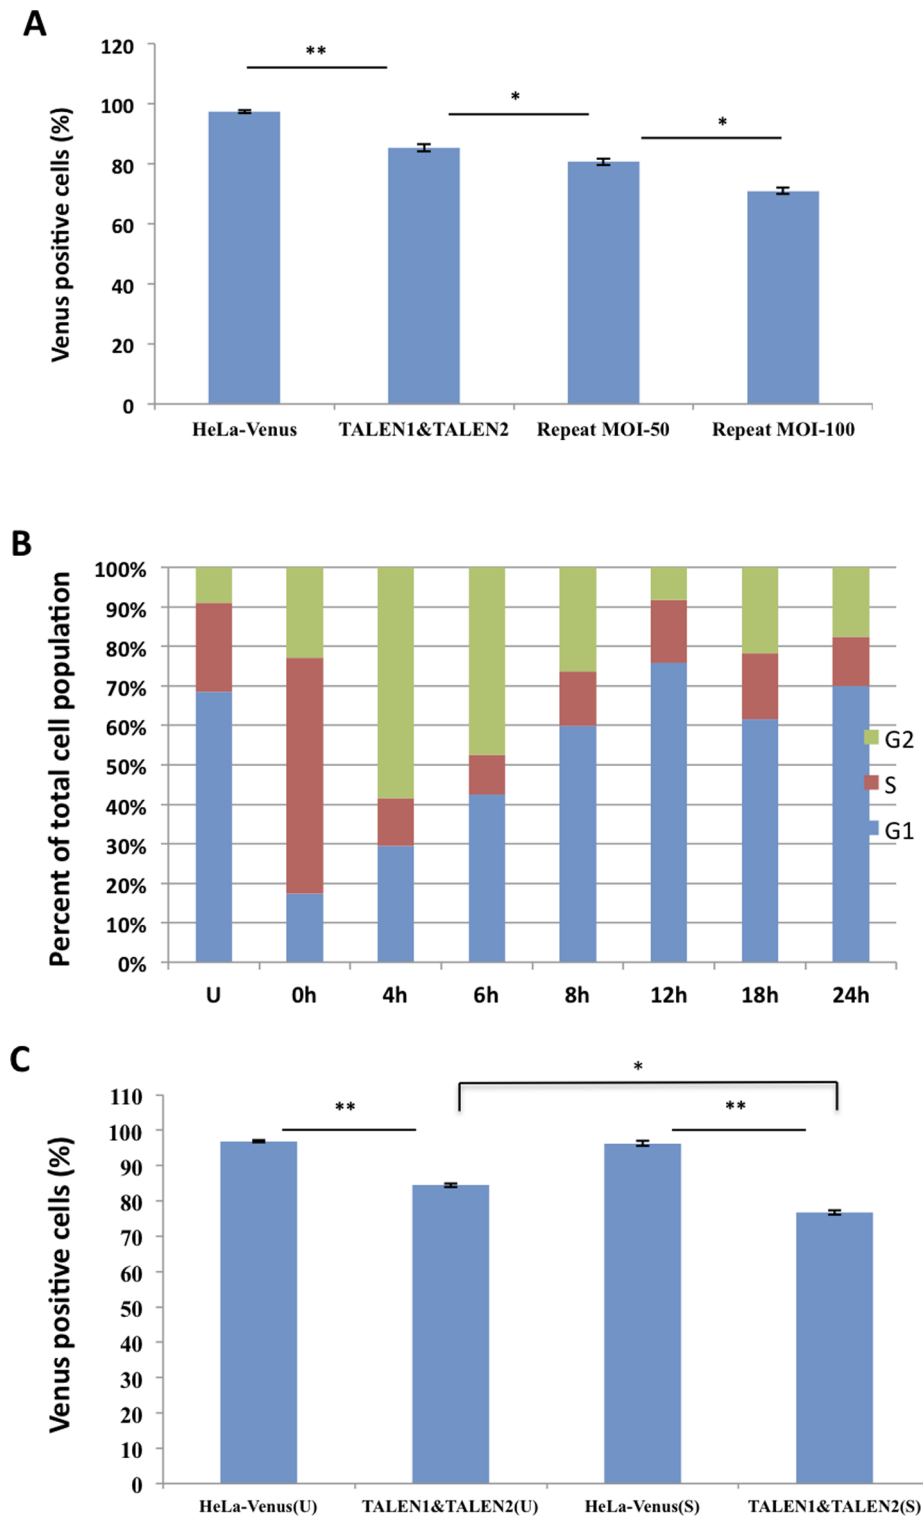 A
Venus positive cells (%)
120
100
80
60
40
20
0
**
*
*
HeLa-Venus
TALEN1&TALEN2
Repeat MOI-50
Repeat MOI-100
B
Percent of total cell population
100%
90%
80%
70%
60%
50%
40%
30%
20%
10%
0%
U
0h
4h
6h
8h
12h
18h
24h
G2
S
G1
C
Venus positive cells (%)
110
100
90
80
70
60
50
40
30
20
10
0
**
*
**
HeLa-Venus(U)
TALEN1&TALEN2(U)
HeLa-Venus(S)
TALEN1&TALEN2(S)